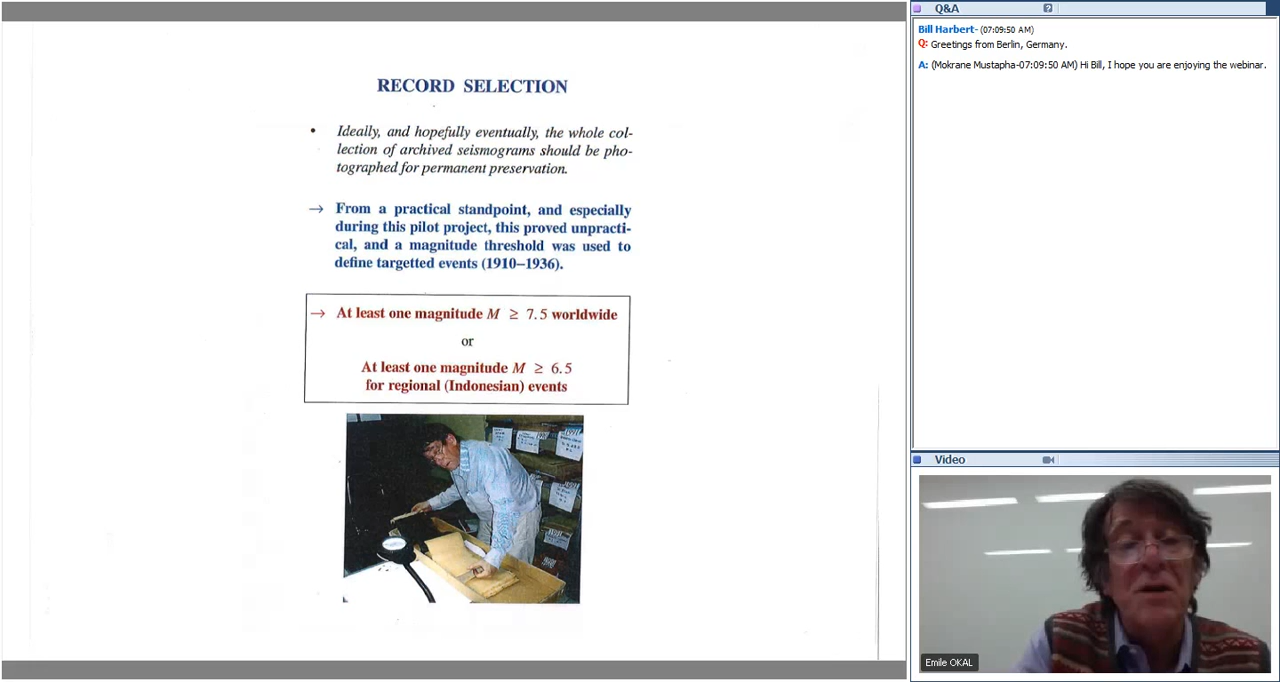 RECORD SELECTION
• Ideally, and hopefully eventually, the whole col-
lection of archived seismograms should be pho-
tographed for permanent preservation.
→ From a practical standpoint, and especially
during this pilot project, this proved unpracti-
cal, and a magnitude threshold was used to
define targetted events (1910–1936).
→ At least one magnitude M ≥ 7.5 worldwide
or
At least one magnitude M ≥ 6.5
for regional (Indonesian) events
Q&A
Bill Harbert- (07:09:50 AM)
Q: Greetings from Berlin, Germany.
A: (Mokrane Mustapha-07:09:50 AM) Hi Bill, I hope you are enjoying the webinar.
Video
Emile OKAL